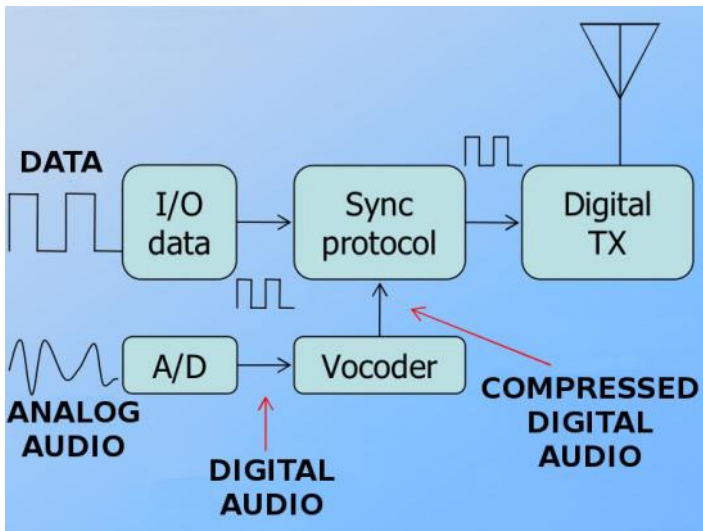 DATA
I/O
data
Sync
protocol
Digital
TX
A/D
Vocoder
ANALOG
AUDIO
DIGITAL
AUDIO
COMPRESSED
DIGITAL
AUDIO